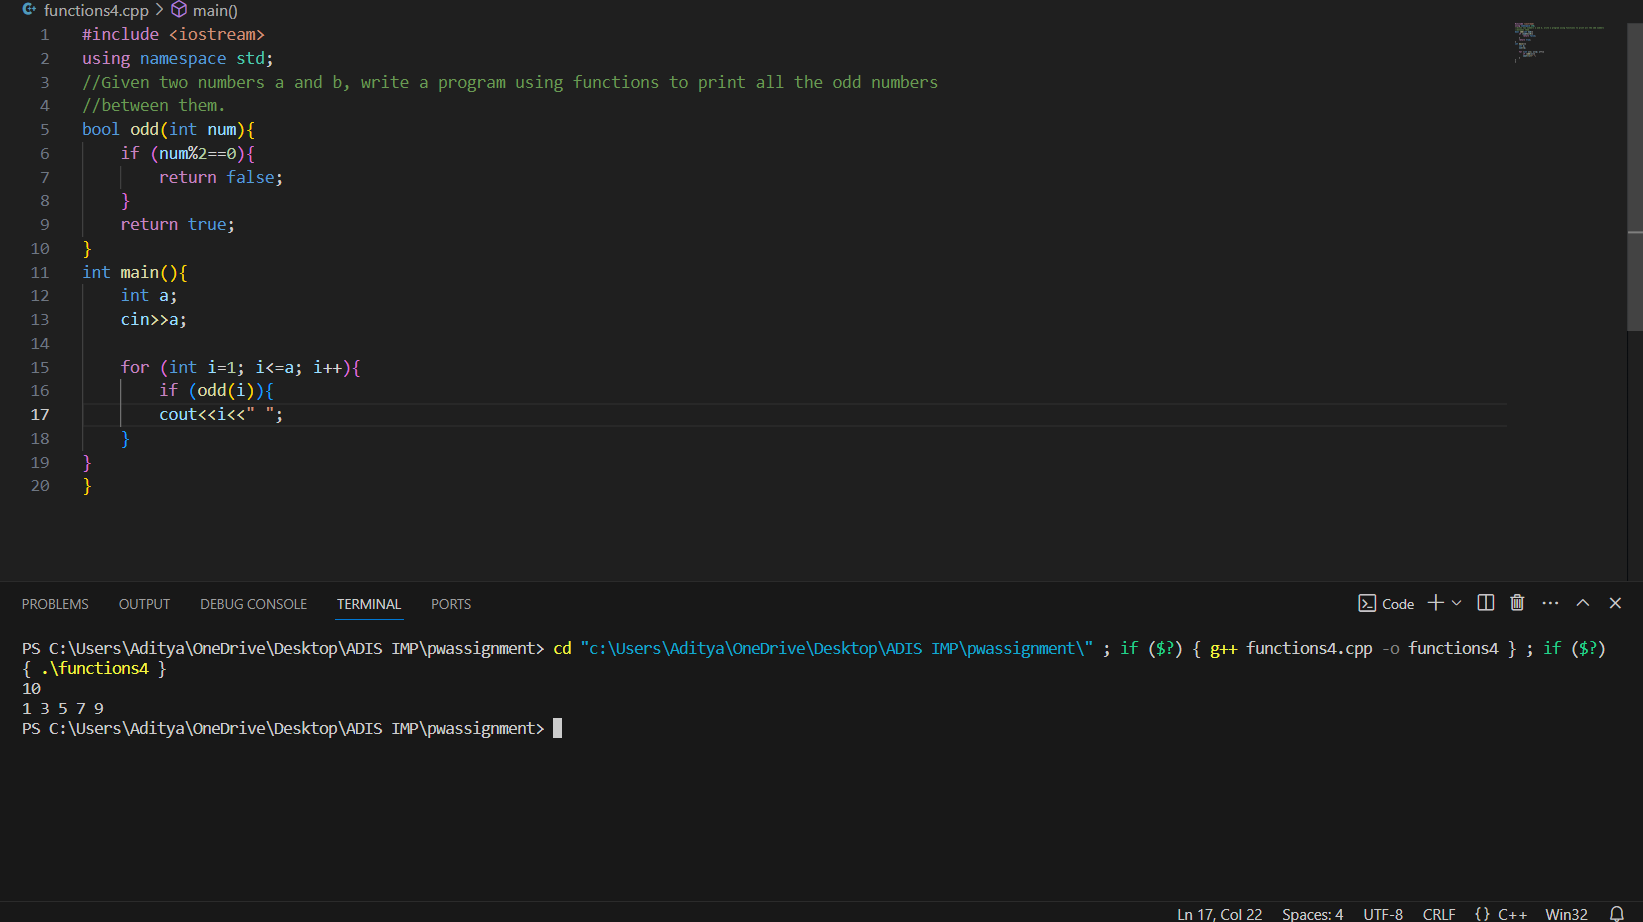 functions4.cpp > main()
1 #include <iostream>
2 using namespace std;
3 //Given two numbers a and b, write a program using functions to print all the odd numbers
4 //between them.
5 bool odd(int num){
6     if (num%2==0){
7         return false;
8     }
9     return true;
10 }
11 int main(){
12     int a;
13     cin>>a;
14
15     for (int i=1; i<=a; i++){
16         if (odd(i)){
17         cout<<i<<" ";
18     }
19 }
20 }
PROBLEMS OUTPUT DEBUG CONSOLE TERMINAL PORTS Code
PS C:\Users\Aditya\OneDrive\Desktop\ADIS IMP\pwassignment> cd "c:\Users\Aditya\OneDrive\Desktop\ADIS IMP\pwassignment\" ; if ($?) { g++ functions4.cpp -o functions4 } ; if ($?)
{ .\functions4 }
10
1 3 5 7 9
PS C:\Users\Aditya\OneDrive\Desktop\ADIS IMP\pwassignment>
Ln 17, Col 22 Spaces: 4 UTF-8 CRLF {} C++ Win32